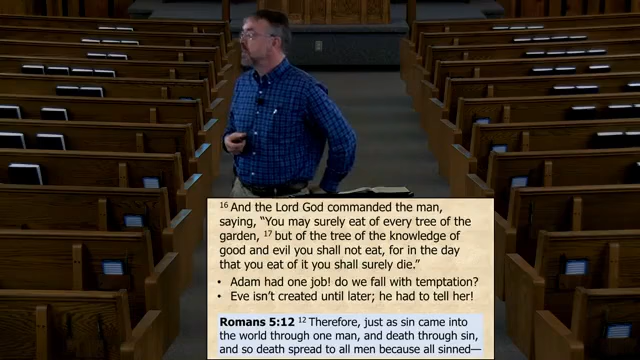 16 And the Lord God commanded the man,
saying, “You may surely eat of every tree of the
garden, 17 but of the tree of the knowledge of
good and evil you shall not eat, for in the day
that you eat of it you shall surely die.”
• Adam had one job! do we fall with temptation?
• Eve isn’t created until later; he had to tell her!
Romans 5:12 12 Therefore, just as sin came into
the world through one man, and death through sin,
and so death spread to all men because all sinned—